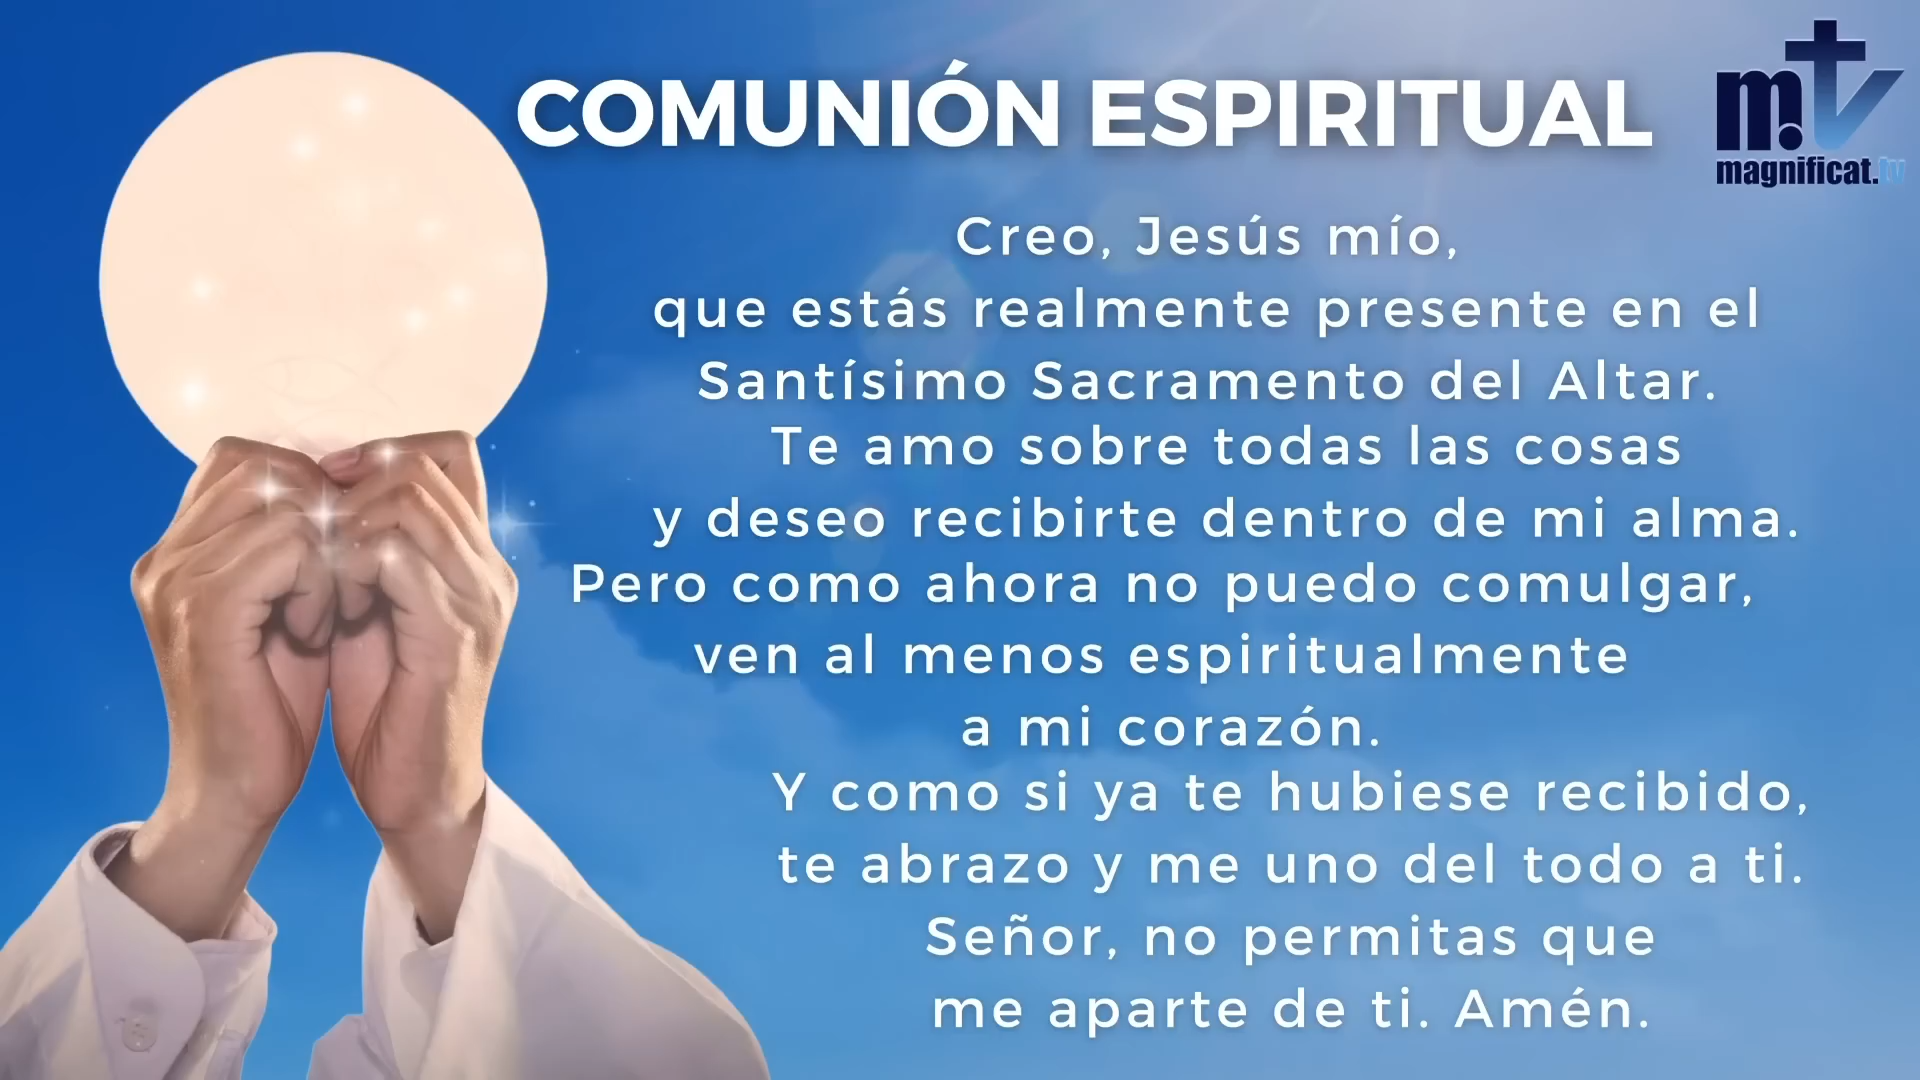 COMUNIÓN ESPIRITUAL
mtv
magnificat.tv
Creo, Jesús mío,
que estás realmente presente en el
Santísimo Sacramento del Altar.
Te amo sobre todas las cosas
y deseo recibirte dentro de mi alma.
Pero como ahora no puedo comulgar,
ven al menos espiritualmente
a mi corazón.
Y como si ya te hubiese recibido,
te abrazo y me uno del todo a ti.
Señor, no permitas que
me aparte de ti. Amén.